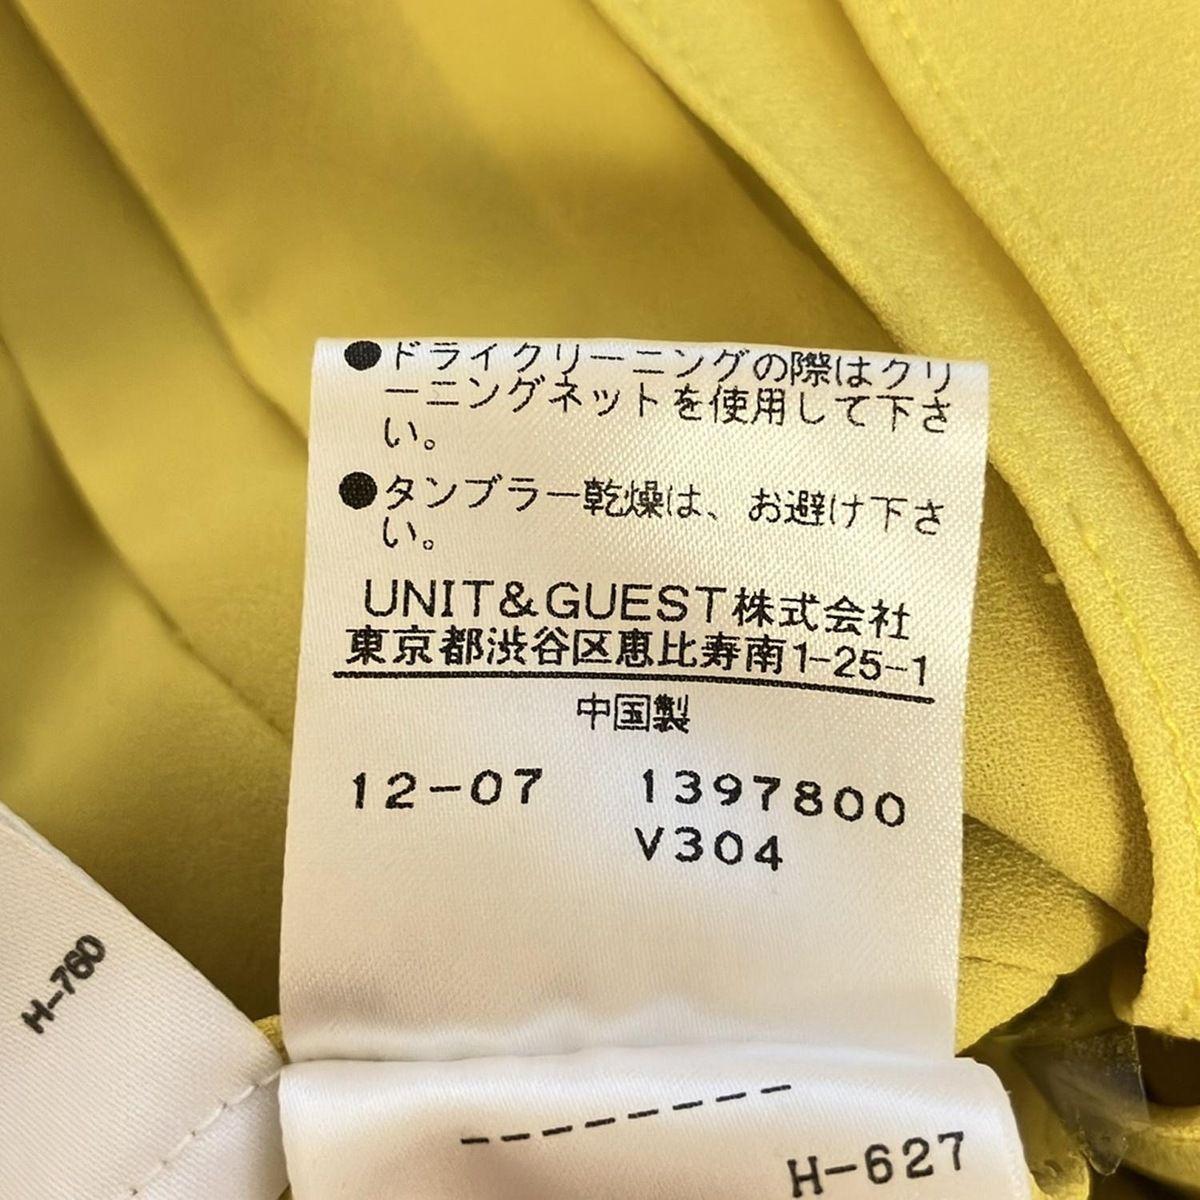 ●ドライクリーニングの際はクリ
ーニングネットを使用して下さ
い。
●タンブラー乾燥は、お避け下さ
い。
UNIT&GUEST株式会社
東京都渋谷区恵比寿南1-25-1
中国製
12-07 1397800
V304
H-760
--------
H-627